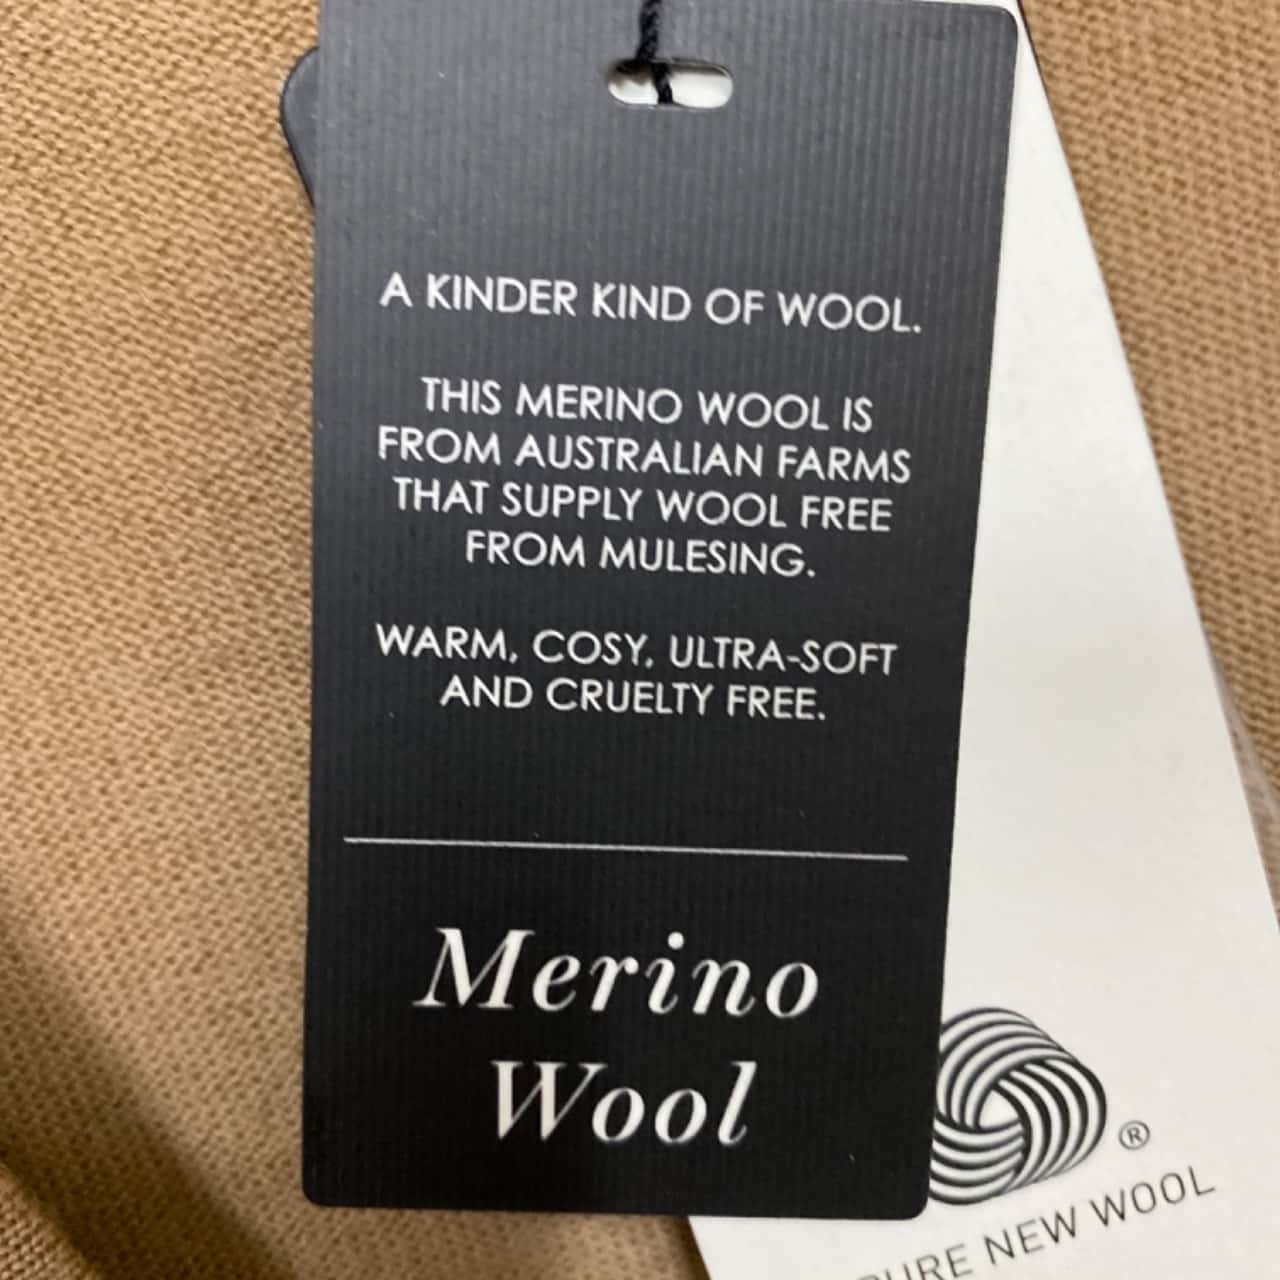 A KINDER KIND OF WOOL.
THIS MERINO WOOL IS
FROM AUSTRALIAN FARMS
THAT SUPPLY WOOL FREE
FROM MULESING.
WARM, COSY, ULTRA-SOFT
AND CRUELTY FREE.
Merino
Wool
®
PURE NEW WOOL